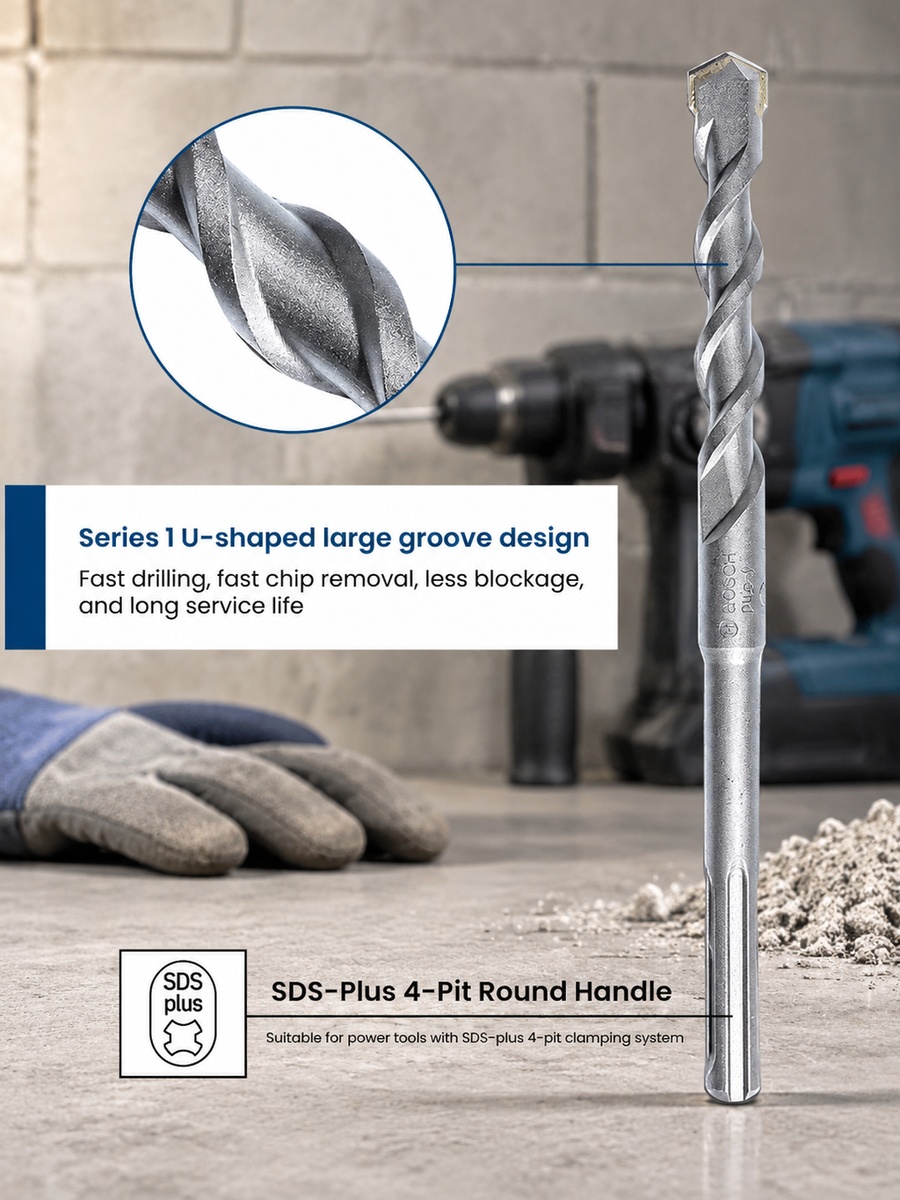 Series 1 U-shaped large groove design
Fast drilling, fast chip removal, less blockage,
and long service life
BOSCH
SDS
plus
SDS-Plus 4-Pit Round Handle
Suitable for power tools with SDS-plus 4-pit clamping system